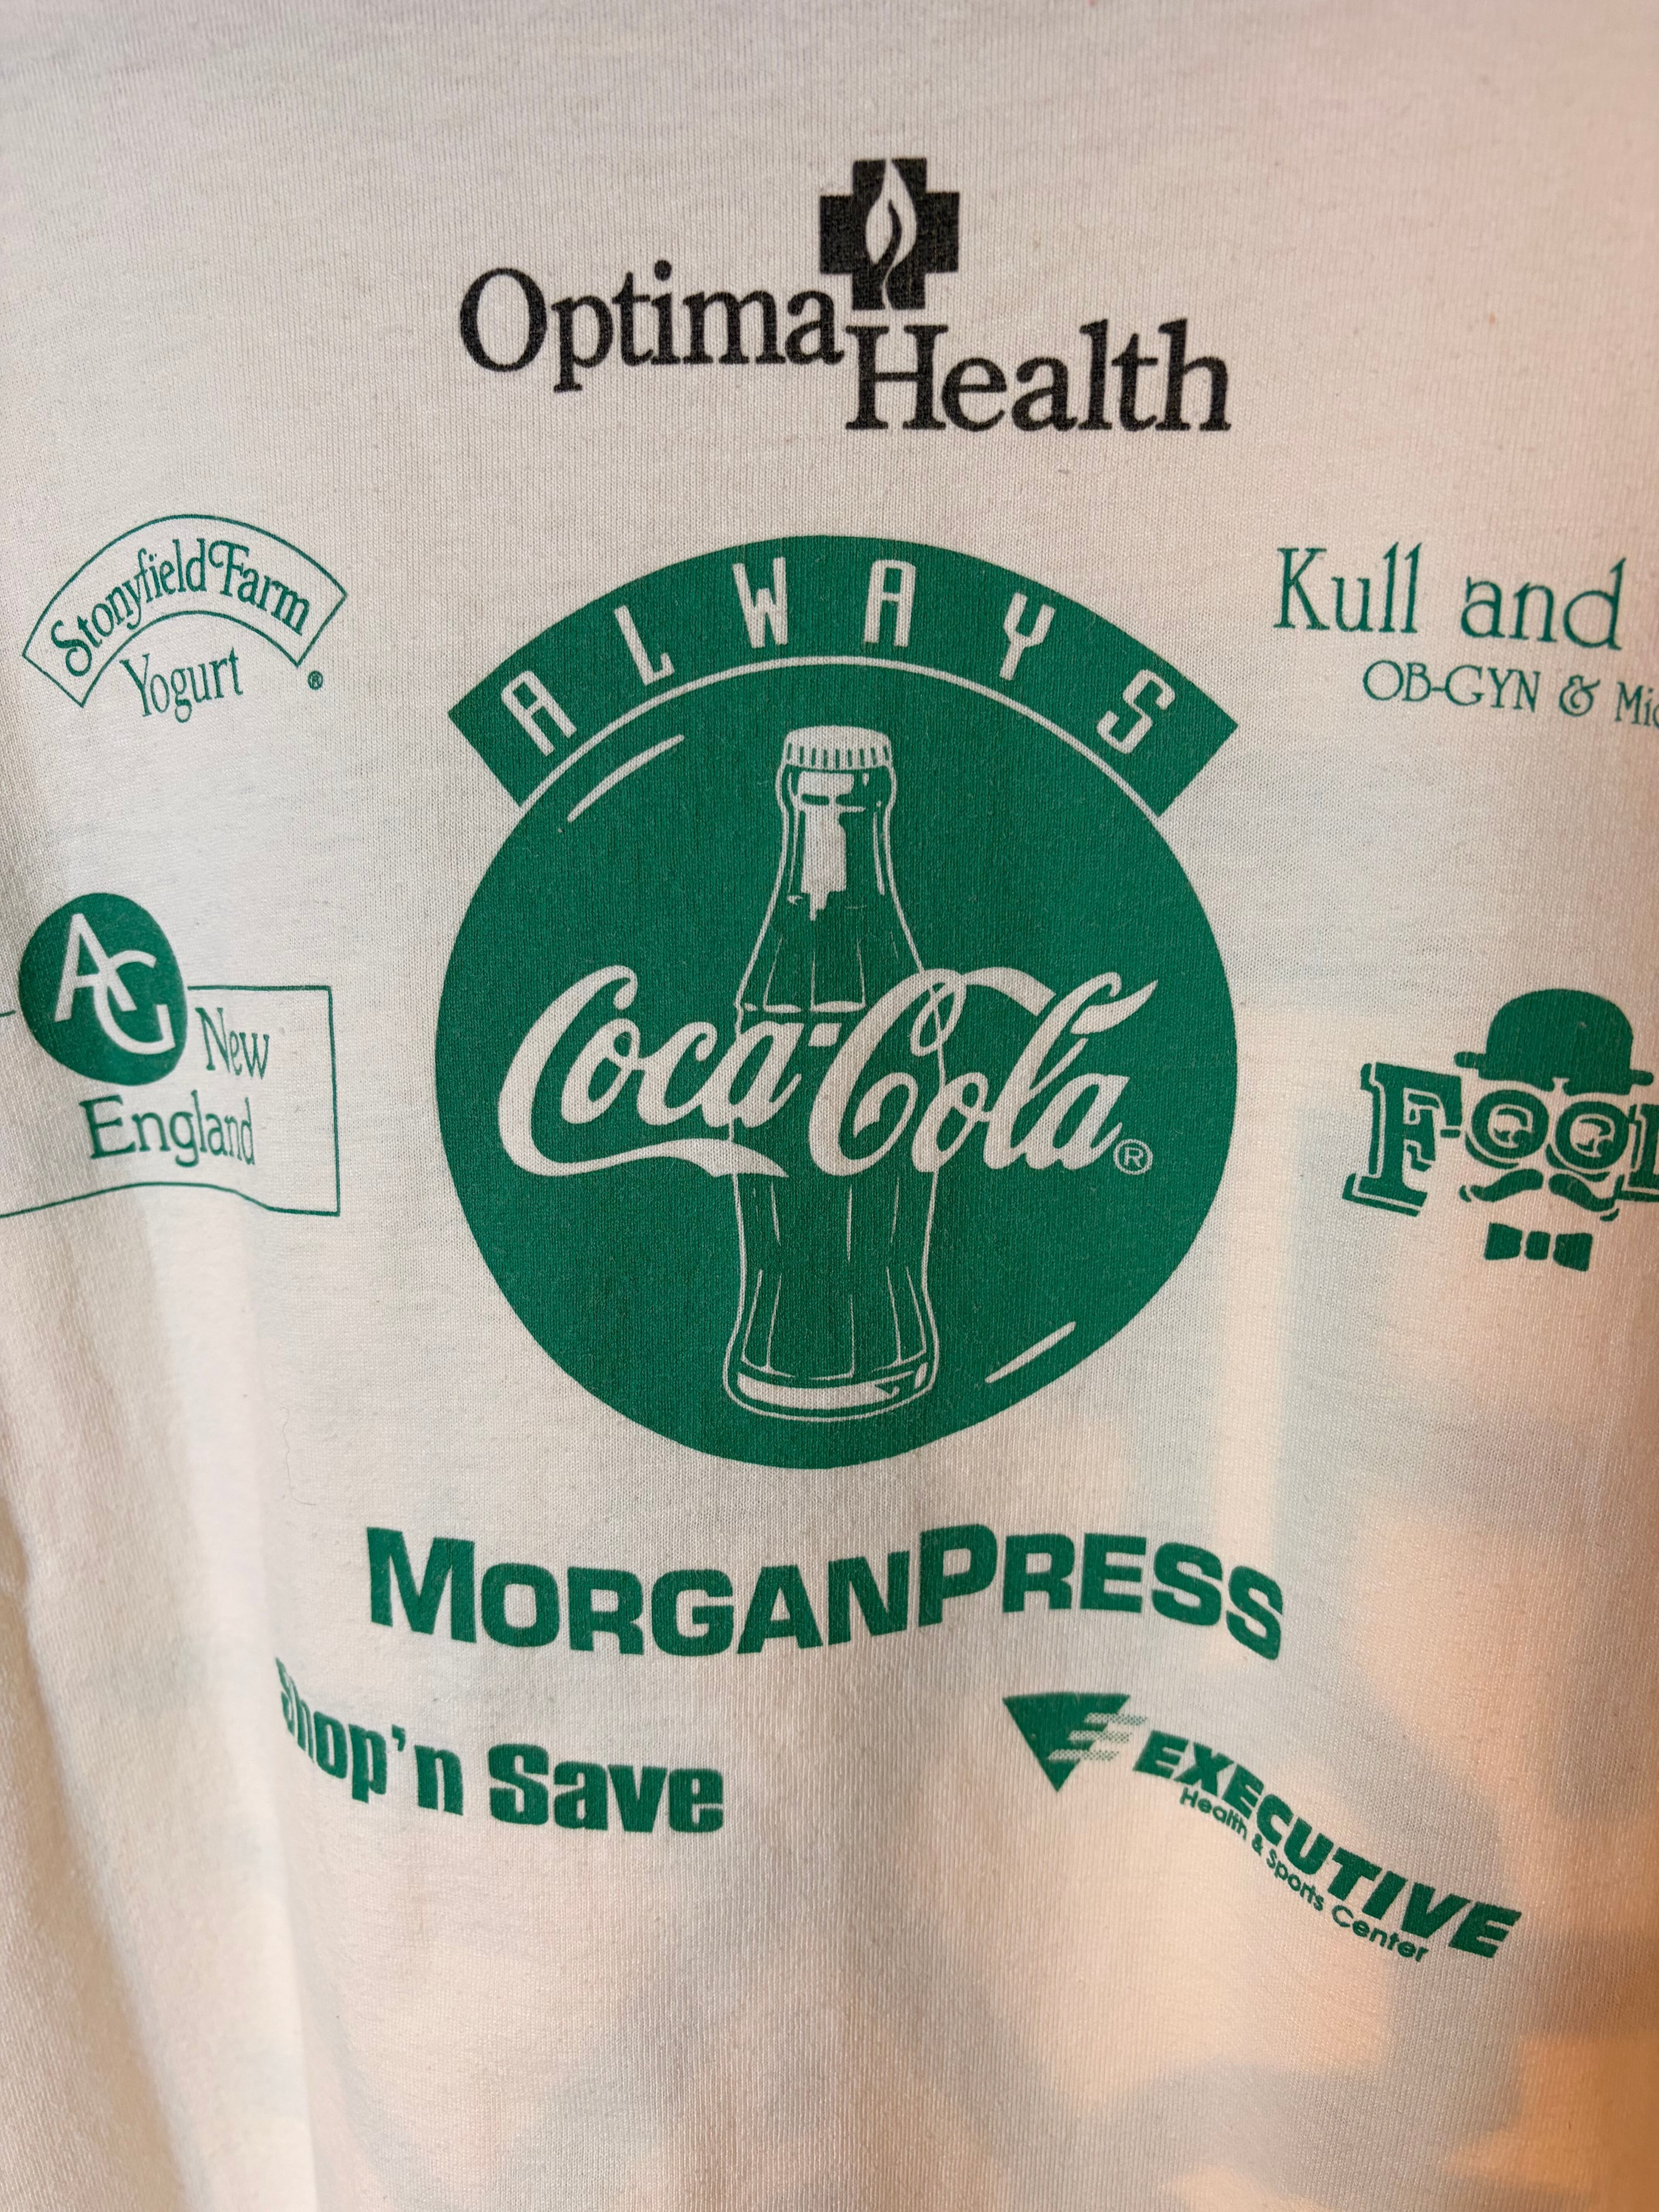 Optima
Health
Stonyfield Farm
Yogurt
®
Kull and
OB-GYN &
ALWAYS
Coca-Cola®
AG
New
England
MORGANPRESS
Shop'n Save
EXECUTIVE
Health & Sports Center